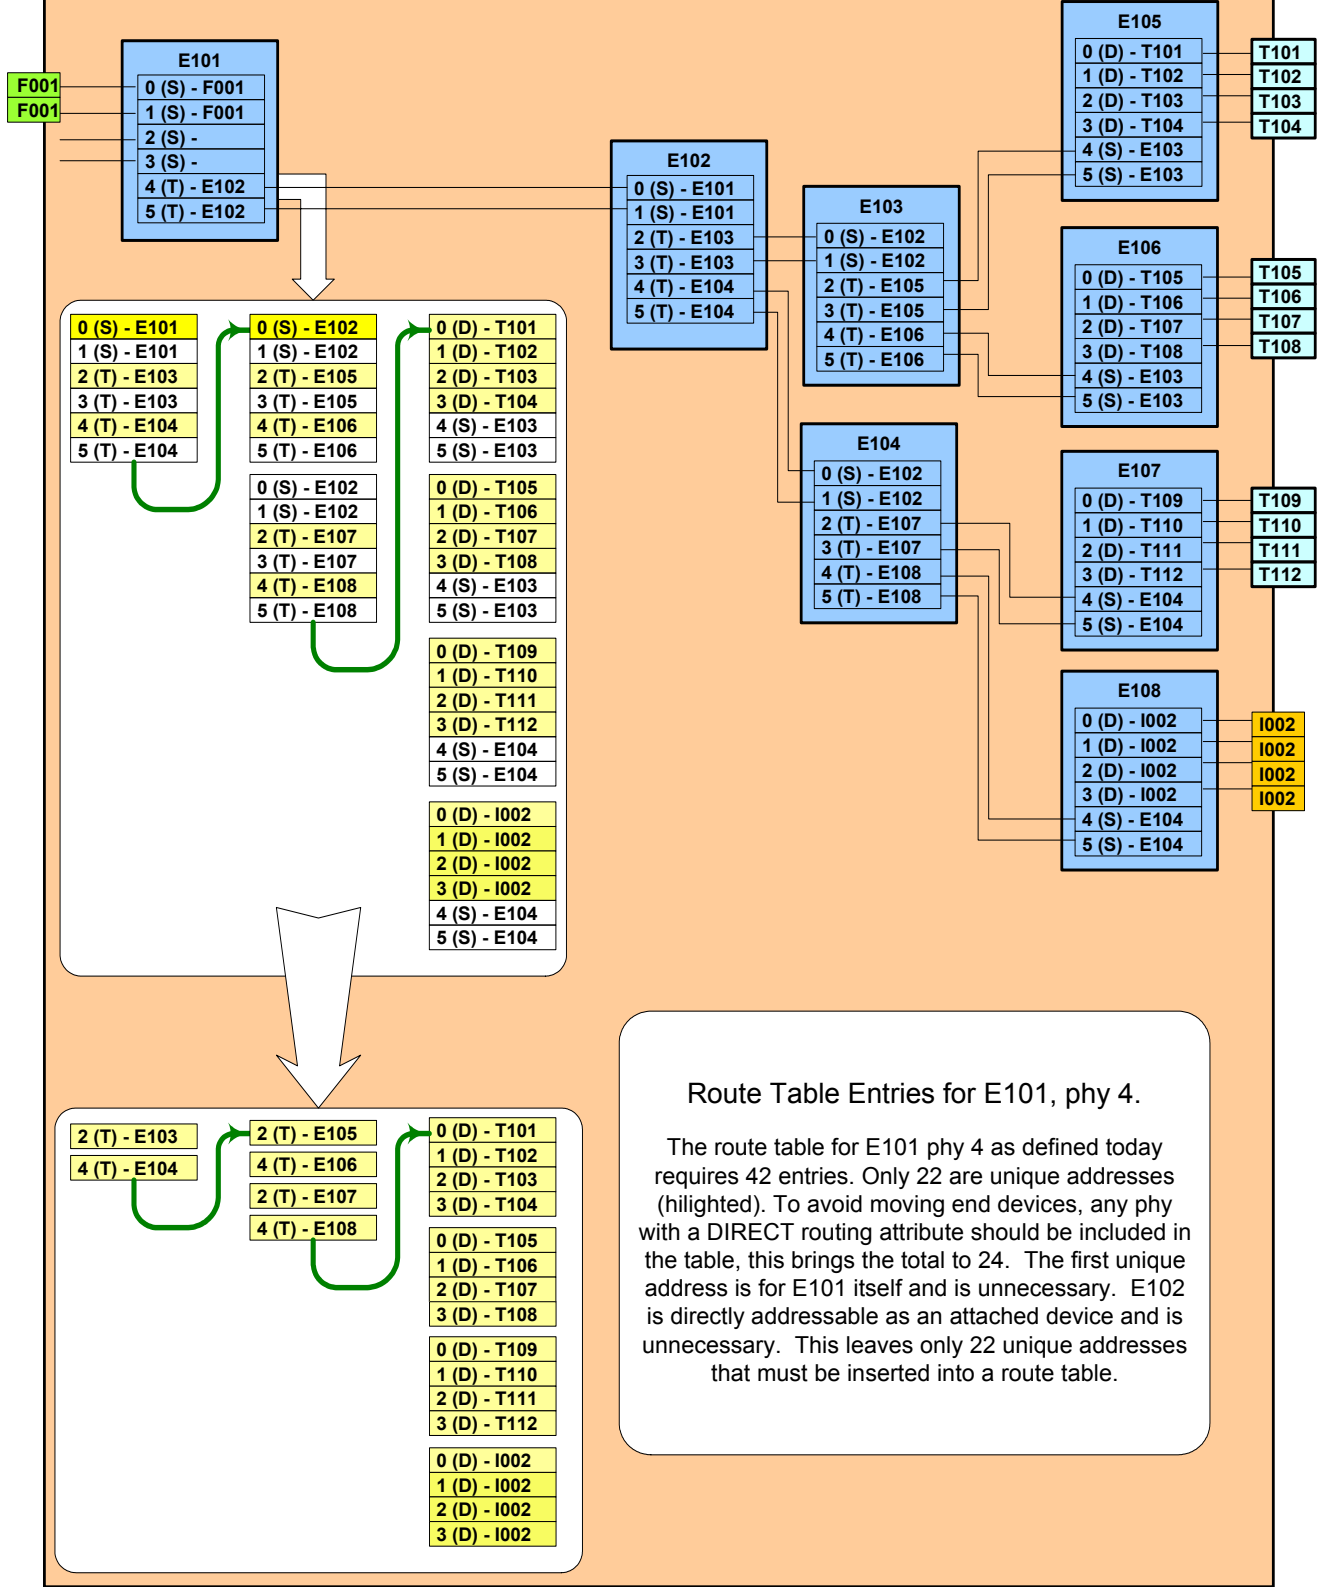 F001
F001
E101
0 (S) - F001
1 (S) - F001
2 (S) -
3 (S) -
4 (T) - E102
5 (T) - E102
E102
0 (S) - E101
1 (S) - E101
2 (T) - E103
3 (T) - E103
4 (T) - E104
5 (T) - E104
E103
0 (S) - E102
1 (S) - E102
2 (T) - E105
3 (T) - E105
4 (T) - E106
5 (T) - E106
E104
0 (S) - E102
1 (S) - E102
2 (T) - E107
3 (T) - E107
4 (T) - E108
5 (T) - E108
E105
0 (D) - T101
1 (D) - T102
2 (D) - T103
3 (D) - T104
4 (S) - E103
5 (S) - E103
T101
T102
T103
T104
E106
0 (D) - T105
1 (D) - T106
2 (D) - T107
3 (D) - T108
4 (S) - E103
5 (S) - E103
T105
T106
T107
T108
E107
0 (D) - T109
1 (D) - T110
2 (D) - T111
3 (D) - T112
4 (S) - E104
5 (S) - E104
T109
T110
T111
T112
E108
0 (D) - I002
1 (D) - I002
2 (D) - I002
3 (D) - I002
4 (S) - E104
5 (S) - E104
I002
I002
I002
I002
0 (S) - E101
1 (S) - E101
2 (T) - E103
3 (T) - E103
4 (T) - E104
5 (T) - E104
0 (S) - E102
1 (S) - E102
2 (T) - E105
3 (T) - E105
4 (T) - E106
5 (T) - E106
0 (S) - E102
1 (S) - E102
2 (T) - E107
3 (T) - E107
4 (T) - E108
5 (T) - E108
0 (D) - T101
1 (D) - T102
2 (D) - T103
3 (D) - T104
4 (S) - E103
5 (S) - E103
0 (D) - T105
1 (D) - T106
2 (D) - T107
3 (D) - T108
4 (S) - E103
5 (S) - E103
0 (D) - T109
1 (D) - T110
2 (D) - T111
3 (D) - T112
4 (S) - E104
5 (S) - E104
0 (D) - I002
1 (D) - I002
2 (D) - I002
3 (D) - I002
4 (S) - E104
5 (S) - E104
2 (T) - E103
4 (T) - E104
2 (T) - E105
4 (T) - E106
2 (T) - E107
4 (T) - E108
0 (D) - T101
1 (D) - T102
2 (D) - T103
3 (D) - T104
0 (D) - T105
1 (D) - T106
2 (D) - T107
3 (D) - T108
0 (D) - T109
1 (D) - T110
2 (D) - T111
3 (D) - T112
0 (D) - I002
1 (D) - I002
2 (D) - I002
3 (D) - I002
Route Table Entries for E101, phy 4.
The route table for E101 phy 4 as defined today
requires 42 entries. Only 22 are unique addresses
(hilighted). To avoid moving end devices, any phy
with a DIRECT routing attribute should be included in
the table, this brings the total to 24. The first unique
address is for E101 itself and is unnecessary. E102
is directly addressable as an attached device and is
unnecessary. This leaves only 22 unique addresses
that must be inserted into a route table.